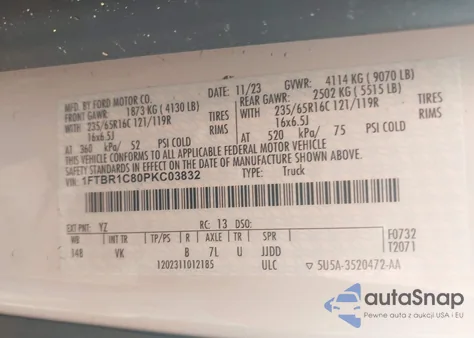 MFD. BY FORD MOTOR CO.
DATE: 11/23 GVWR: 4114 KG (9070 LB)
FRONT GAWR: 1873 KG (4130 LB)
REAR GAWR: 2502 KG (5515 LB)
WITH 235/65R16C 121/119R TIRES
16x6.5J RIMS
WITH 235/65R16C 121/119R TIRES
16x6.5J RIMS
AT 360 kPa/ 52 PSI COLD
AT 520 kPa/ 75 PSI COLD
THIS VEHICLE CONFORMS TO ALL APPLICABLE FEDERAL MOTOR VEHICLE
SAFETY STANDARDS IN EFFECT ON THE DATE OF MANUFACTURE SHOWN ABOVE.
VIN: 1FTBR1C80PKC03832 TYPE: Truck
EXT PNT: YZ RC: 13 DSO:
WB INT TR TP/PS R AXLE TR SPR
148 VK B 7L U JJDD
F0732
T2071
1202311012185 ULC ▽ 5U5A-3520472-AA
autoSnap
Pewne auta z aukcji USA i EU